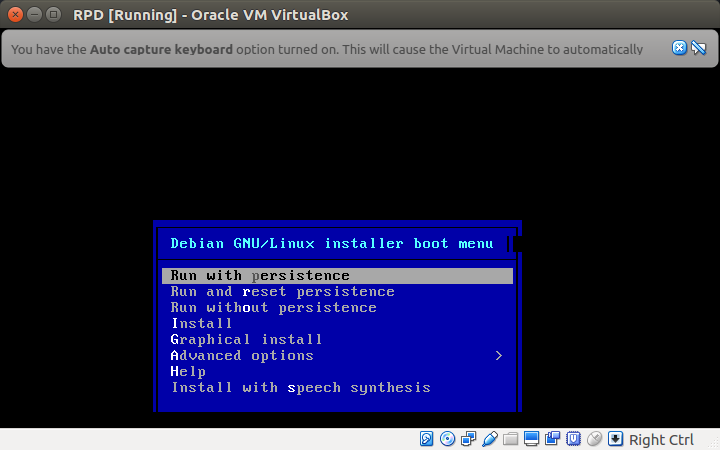 RPD [Running] - Oracle VM VirtualBox
You have the Auto capture keyboard option turned on. This will cause the Virtual Machine to automatically
Debian GNU/Linux installer boot menu
Run with persistence
Run and reset persistence
Run without persistence
Install
Graphical install
Advanced options >
Help
Install with speech synthesis
Right Ctrl